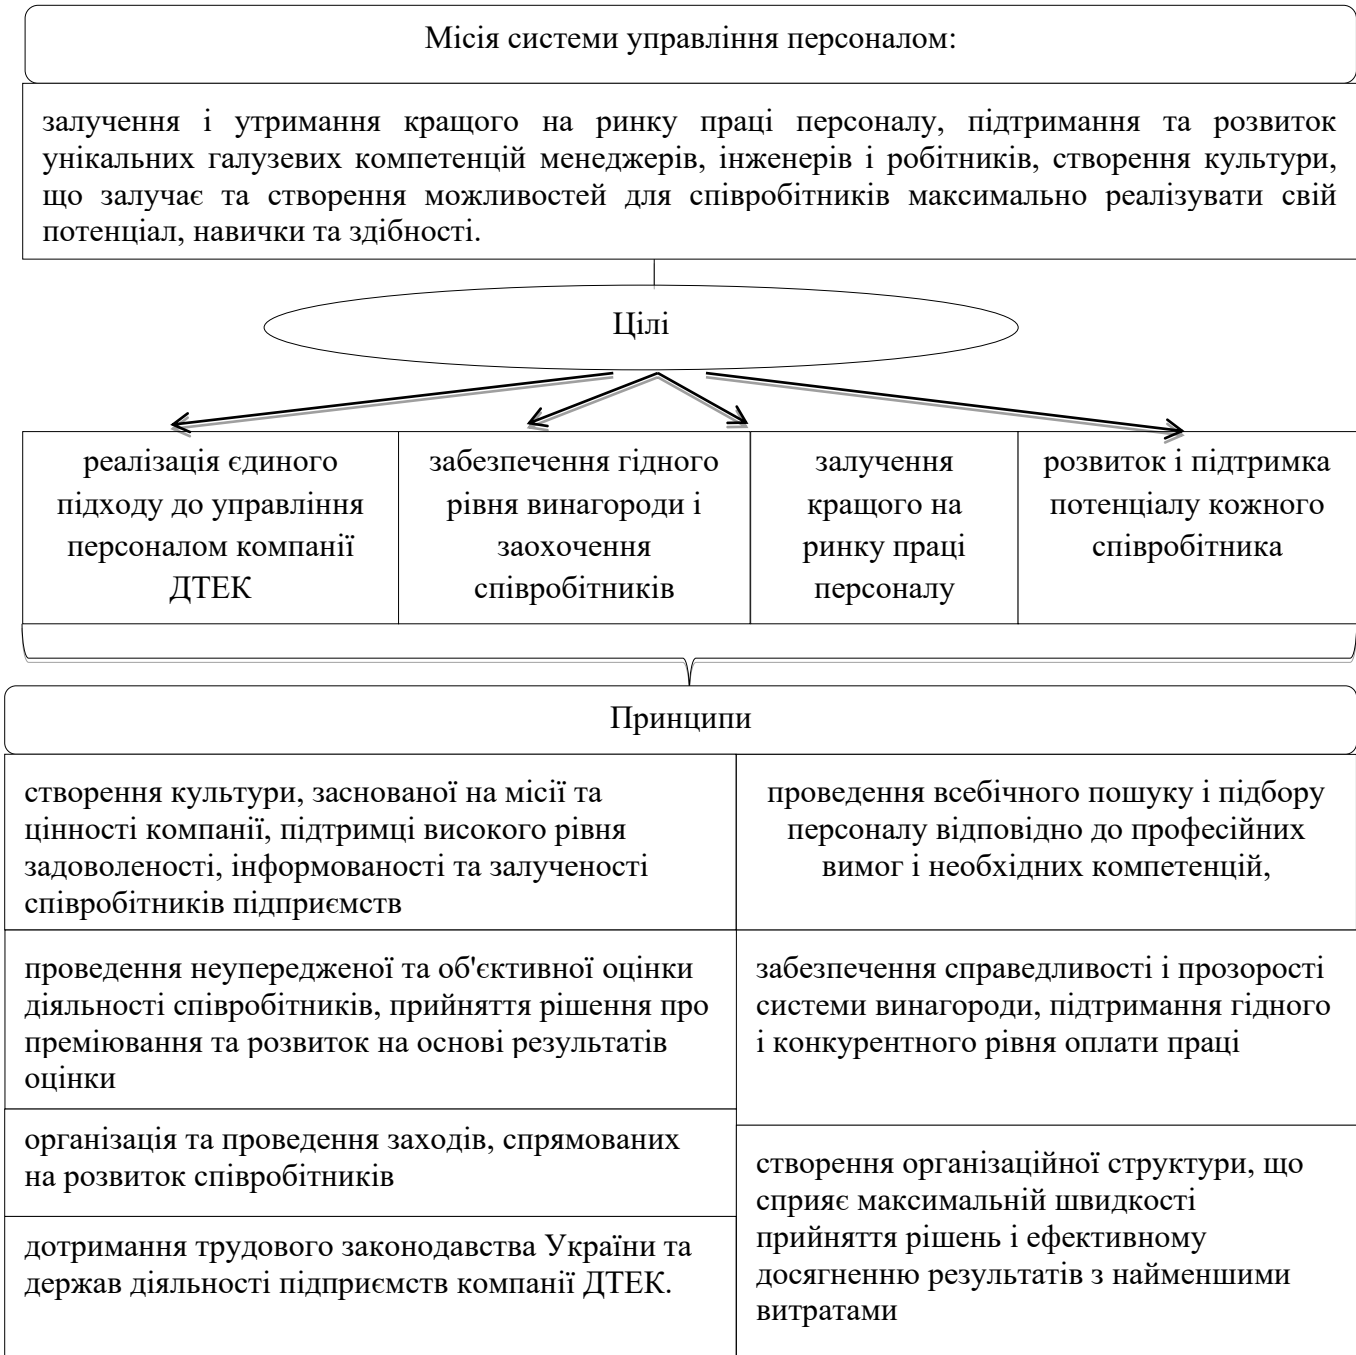 Місія системи управління персоналом:
залучення і утримання кращого на ринку праці персоналу, підтримання та розвиток
унікальних галузевих компетенцій менеджерів, інженерів і робітників, створення культури,
що залучає та створення можливостей для співробітників максимально реалізувати свій
потенціал, навички та здібності.
Цілі
реалізація єдиного
підходу до управління
персоналом компанії
ДТЕК
забезпечення гідного
рівня винагороди і
заохочення
співробітників
залучення
кращого на
ринку праці
персоналу
розвиток і підтримка
потенціалу кожного
співробітника
Принципи
створення культури, заснованої на місії та
цінності компанії, підтримці високого рівня
задоволеності, інформованості та залученості
співробітників підприємств
проведення всебічного пошуку і підбору
персоналу відповідно до професійних
вимог і необхідних компетенцій,
проведення неупередженої та об'єктивної оцінки
діяльності співробітників, прийняття рішення про
преміювання та розвиток на основі результатів
оцінки
забезпечення справедливості і прозорості
системи винагороди, підтримання гідного
і конкурентного рівня оплати праці
організація та проведення заходів, спрямованих
на розвиток співробітників
створення організаційної структури, що
сприяє максимальній швидкості
прийняття рішень і ефективному
досягненню результатів з найменшими
витратами
дотримання трудового законодавства України та
держав діяльності підприємств компанії ДТЕК.